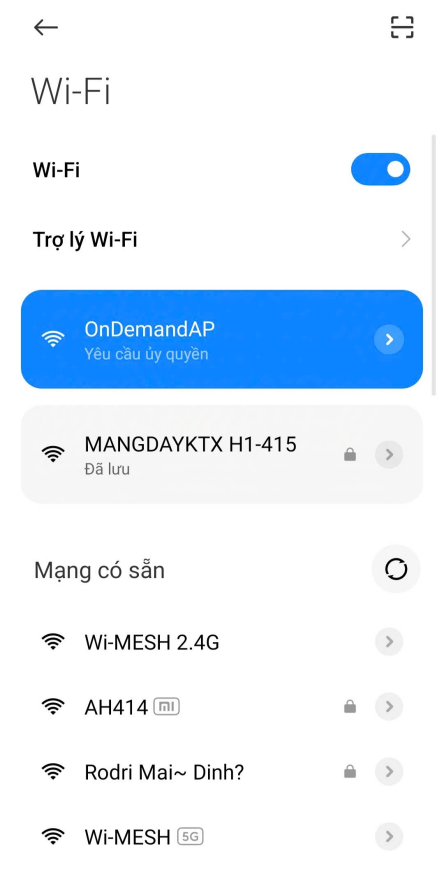 Wi-Fi
Wi-Fi
Trợ lý Wi-Fi
OnDemandAP
Yêu cầu ủy quyền
MANGDAYKTX H1-415
Đã lưu
Mạng có sẵn
Wi-MESH 2.4G
AH414 mi
Rodri Mai~ Dinh?
Wi-MESH 5G